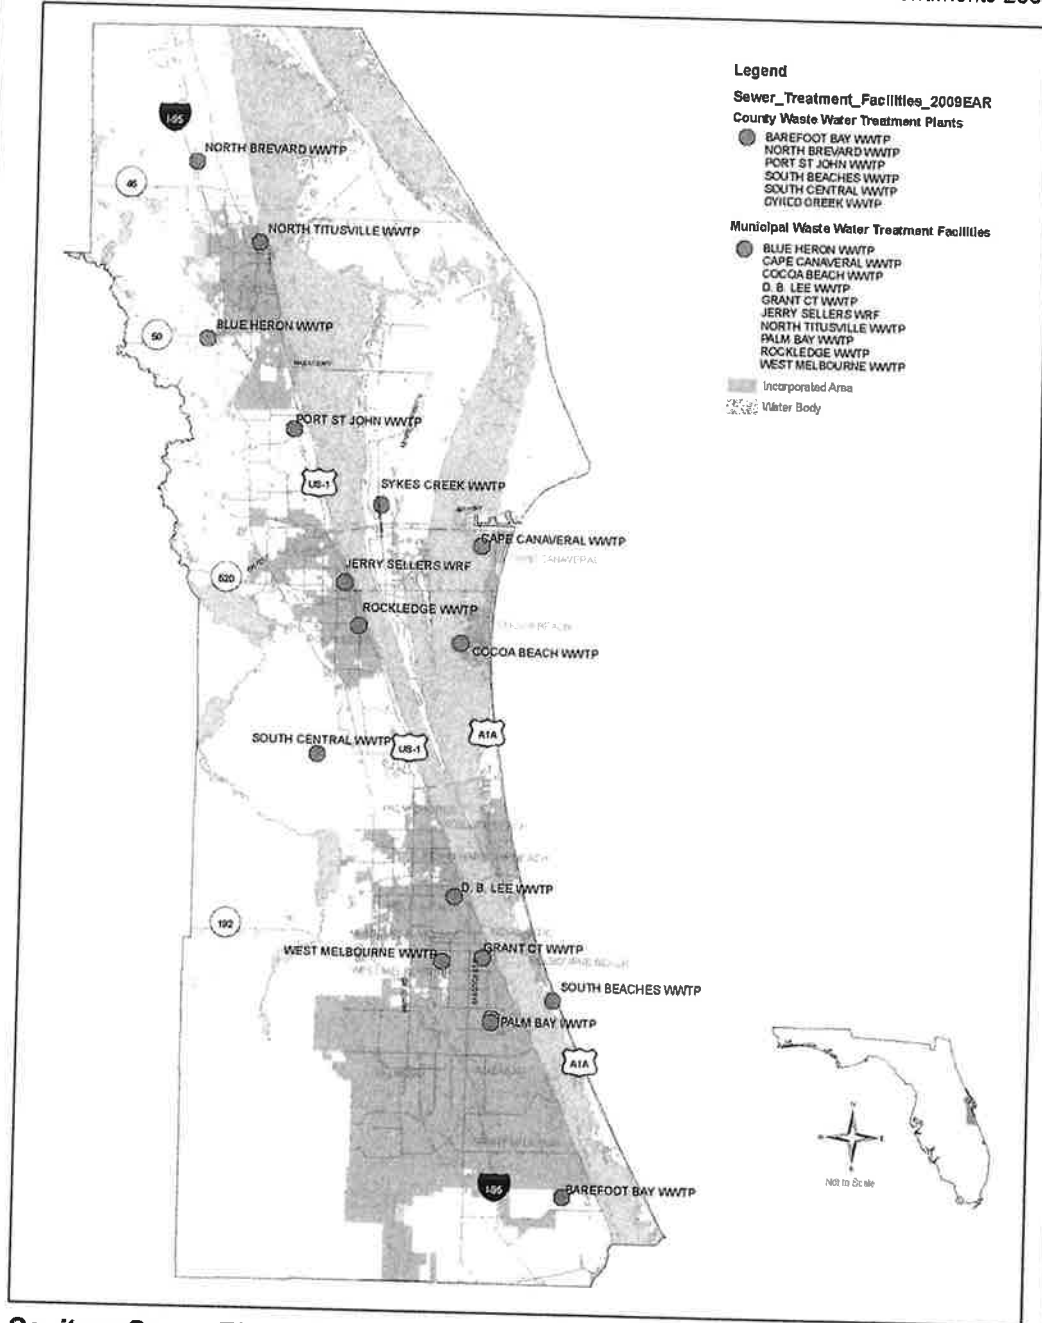 Legend
Sewer_Treatment_Facilities_2009EAR
County Waste Water Treatment Plants
BAREFOOT BAY WWTP
NORTH BREVARD WWTP
PORT ST JOHN WWTP
SOUTH BEACHES WWTP
SOUTH CENTRAL WWTP
CREEK WWTP
Municipal Waste Water Treatment Facilities
BLUE HERON WWTP
CAPE CANAVERAL WWTP
COCOA BEACH WWTP
D. B. LEE WWTP
GRANT CT WWTP
JERRY SELLERS WRF
NORTH TITUSVILLE WWTP
PALM BAY WWTP
ROCKLEDGE WWTP
WEST MELBOURNE WWTP
Incorporated Area
Water Body
I-95
NORTH BREVARD WWTP
46
NORTH TITUSVILLE WWTP
BLUE HERON WWTP
50
PORT ST JOHN WWTP
US-1
SYKES CREEK WWTP
CAPE CANAVERAL WWTP
CANAVERAL
JERRY SELLERS WRF
520
ROCKLEDGE WWTP
COCOA BEACH WWTP
A1A
SOUTH CENTRAL WWTP
US-1
D. B. LEE WWTP
192
WEST MELBOURNE WWTP
GRANT CT WWTP
SOUTH BEACHES WWTP
PALM BAY WWTP
A1A
I-95
BAREFOOT BAY WWTP
N
Not to Scale